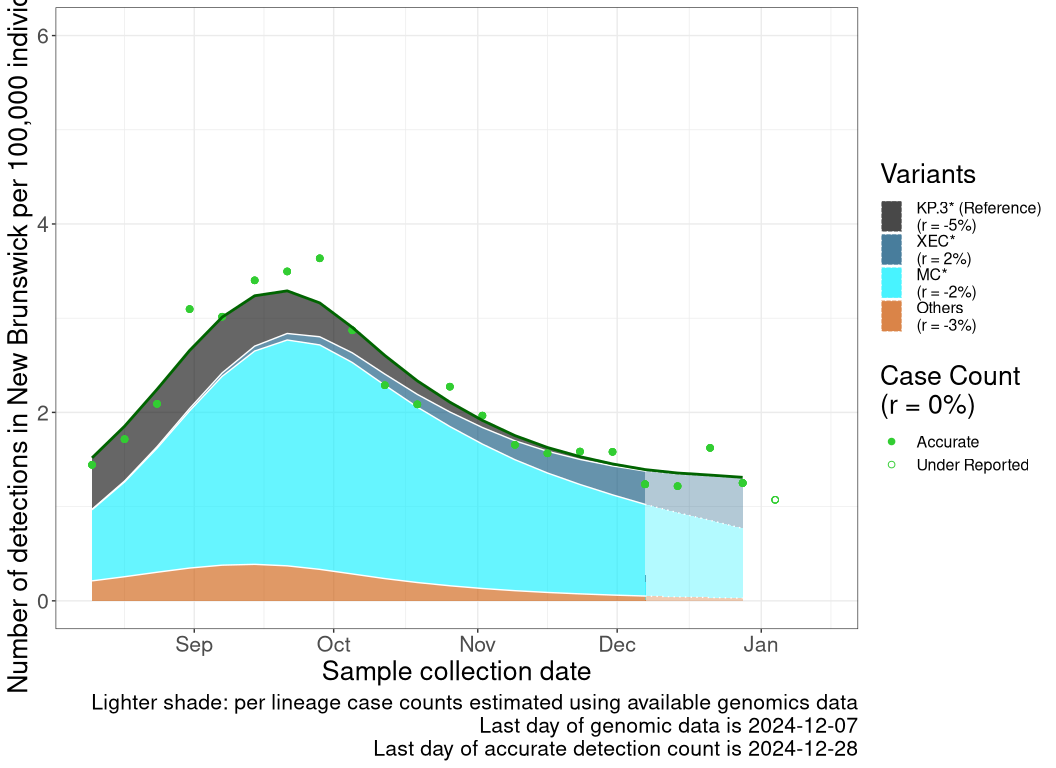 Number of detections in New Brunswick per 100,000
6
4
2
0
Sep Oct Nov Dec Jan
Sample collection date
Lighter shade: per lineage case counts estimated using available genomics data
Last day of genomic data is 2024-12-07
Last day of accurate detection count is 2024-12-28
Variants
KP.3* (Reference)
(r = -5%)
XEC*
(r = 2%)
MC*
(r = -2%)
Others
(r = -3%)
Case Count
(r = 0%)
Accurate
Under Reported